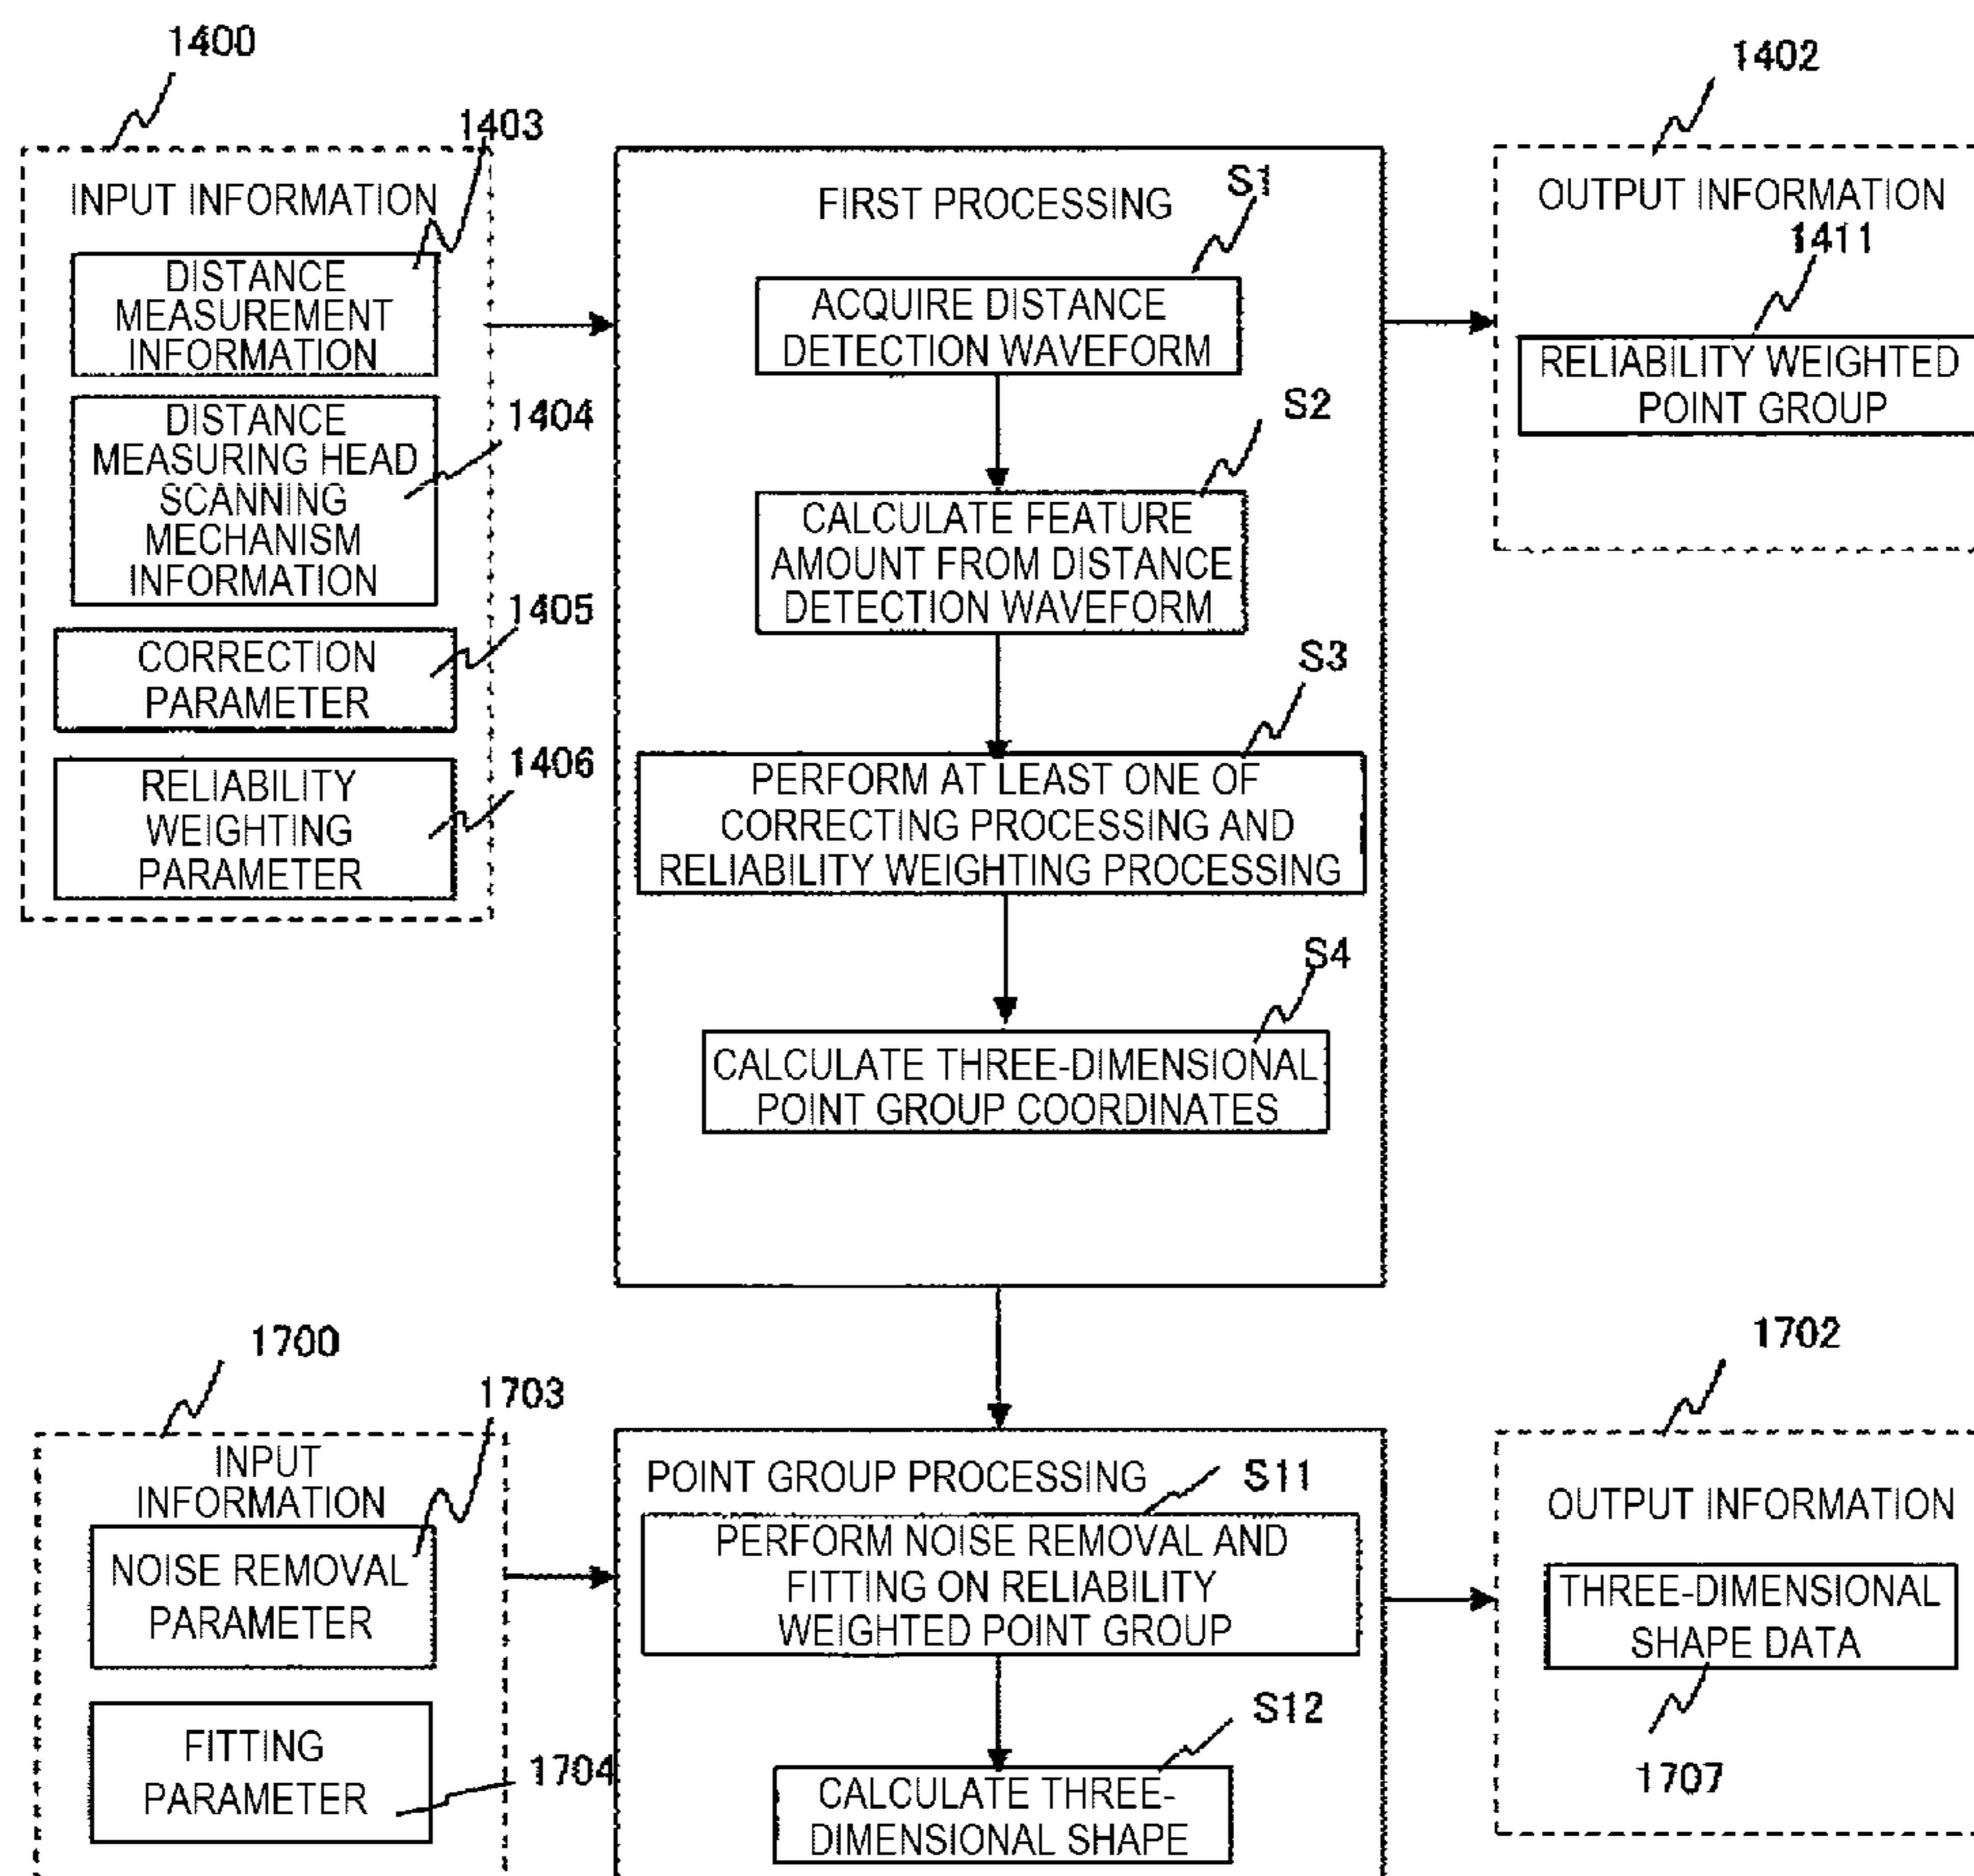 1400
1403
INPUT INFORMATION
DISTANCE
MEASUREMENT
INFORMATION
DISTANCE
MEASURING HEAD
SCANNING
MECHANISM
INFORMATION
1404
1405
CORRECTION
PARAMETER
1406
RELIABILITY
WEIGHTING
PARAMETER
FIRST PROCESSING
S1
ACQUIRE DISTANCE
DETECTION WAVEFORM
S2
CALCULATE FEATURE
AMOUNT FROM DISTANCE
DETECTION WAVEFORM
S3
PERFORM AT LEAST ONE OF
CORRECTING PROCESSING AND
RELIABILITY WEIGHTING PROCESSING
S4
CALCULATE THREE-DIMENSIONAL
POINT GROUP COORDINATES
1402
OUTPUT INFORMATION
1411
RELIABILITY WEIGHTED
POINT GROUP
1700
1703
INPUT
INFORMATION
NOISE REMOVAL
PARAMETER
FITTING
PARAMETER
1704
POINT GROUP PROCESSING
S11
PERFORM NOISE REMOVAL AND
FITTING ON RELIABILITY
WEIGHTED POINT GROUP
S12
CALCULATE THREE-
DIMENSIONAL SHAPE
1702
OUTPUT INFORMATION
THREE-DIMENSIONAL
SHAPE DATA
1707